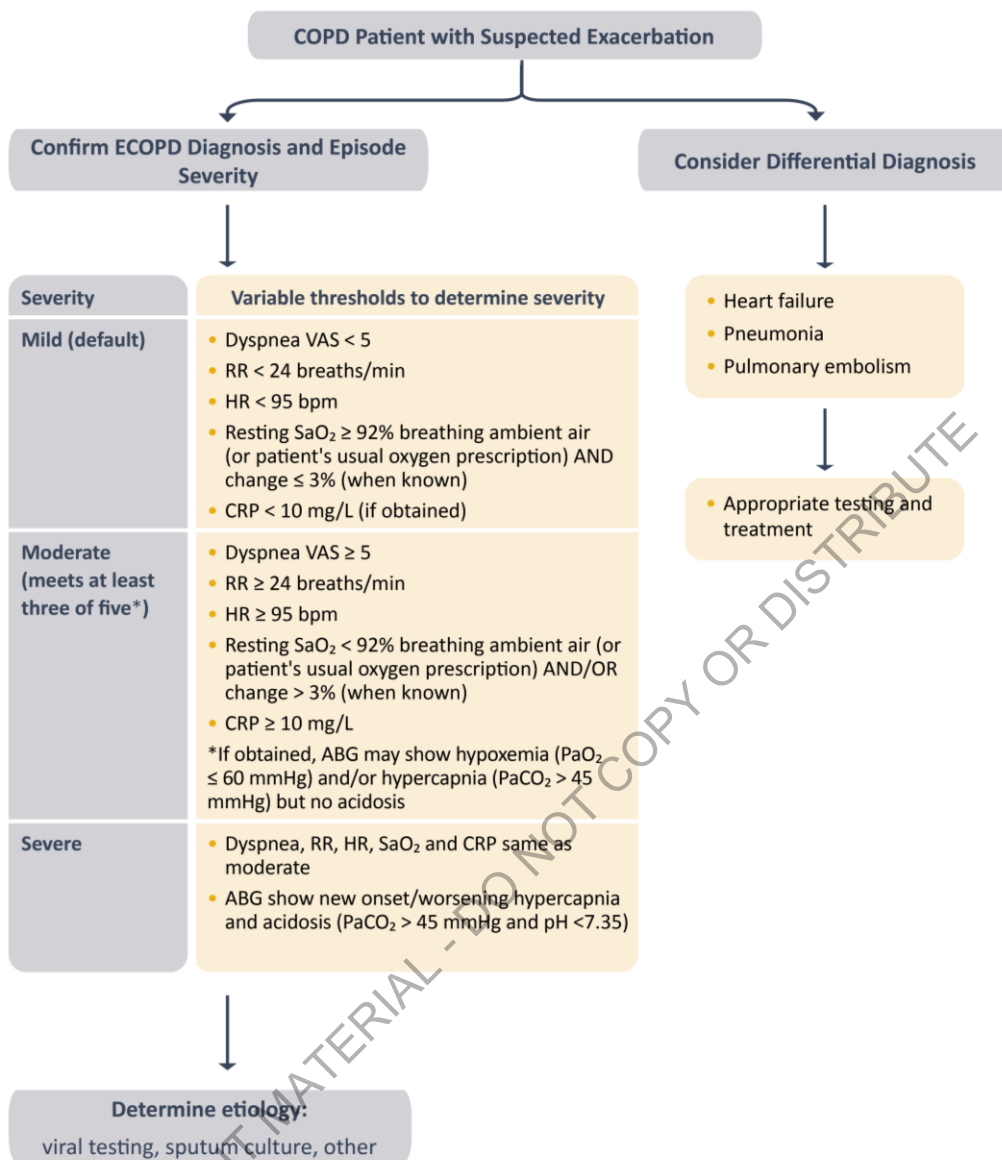 COPD Patient with Suspected Exacerbation
Confirm ECOPD Diagnosis and Episode
Severity
Consider Differential Diagnosis
Severity
Variable thresholds to determine severity
Mild (default)
• Dyspnea VAS < 5
• RR < 24 breaths/min
• HR < 95 bpm
• Resting SaO₂ ≥ 92% breathing ambient air
(or patient's usual oxygen prescription) AND
change ≤ 3% (when known)
• CRP < 10 mg/L (if obtained)
Moderate
(meets at least
three of five*)
• Dyspnea VAS ≥ 5
• RR ≥ 24 breaths/min
• HR ≥ 95 bpm
• Resting SaO₂ < 92% breathing ambient air (or
patient's usual oxygen prescription) AND/OR
change > 3% (when known)
• CRP ≥ 10 mg/L
*If obtained, ABG may show hypoxemia (PaO₂
≤ 60 mmHg) and/or hypercapnia (PaCO₂ > 45
mmHg) but no acidosis
Severe
• Dyspnea, RR, HR, SaO₂ and CRP same as
moderate
• ABG show new onset/worsening hypercapnia
and acidosis (PaCO₂ > 45 mmHg and pH <7.35)
Determine etiology:
viral testing, sputum culture, other
• Heart failure
• Pneumonia
• Pulmonary embolism
• Appropriate testing and
treatment
MATERIAL - DO NOT COPY OR DISTRIBUTE